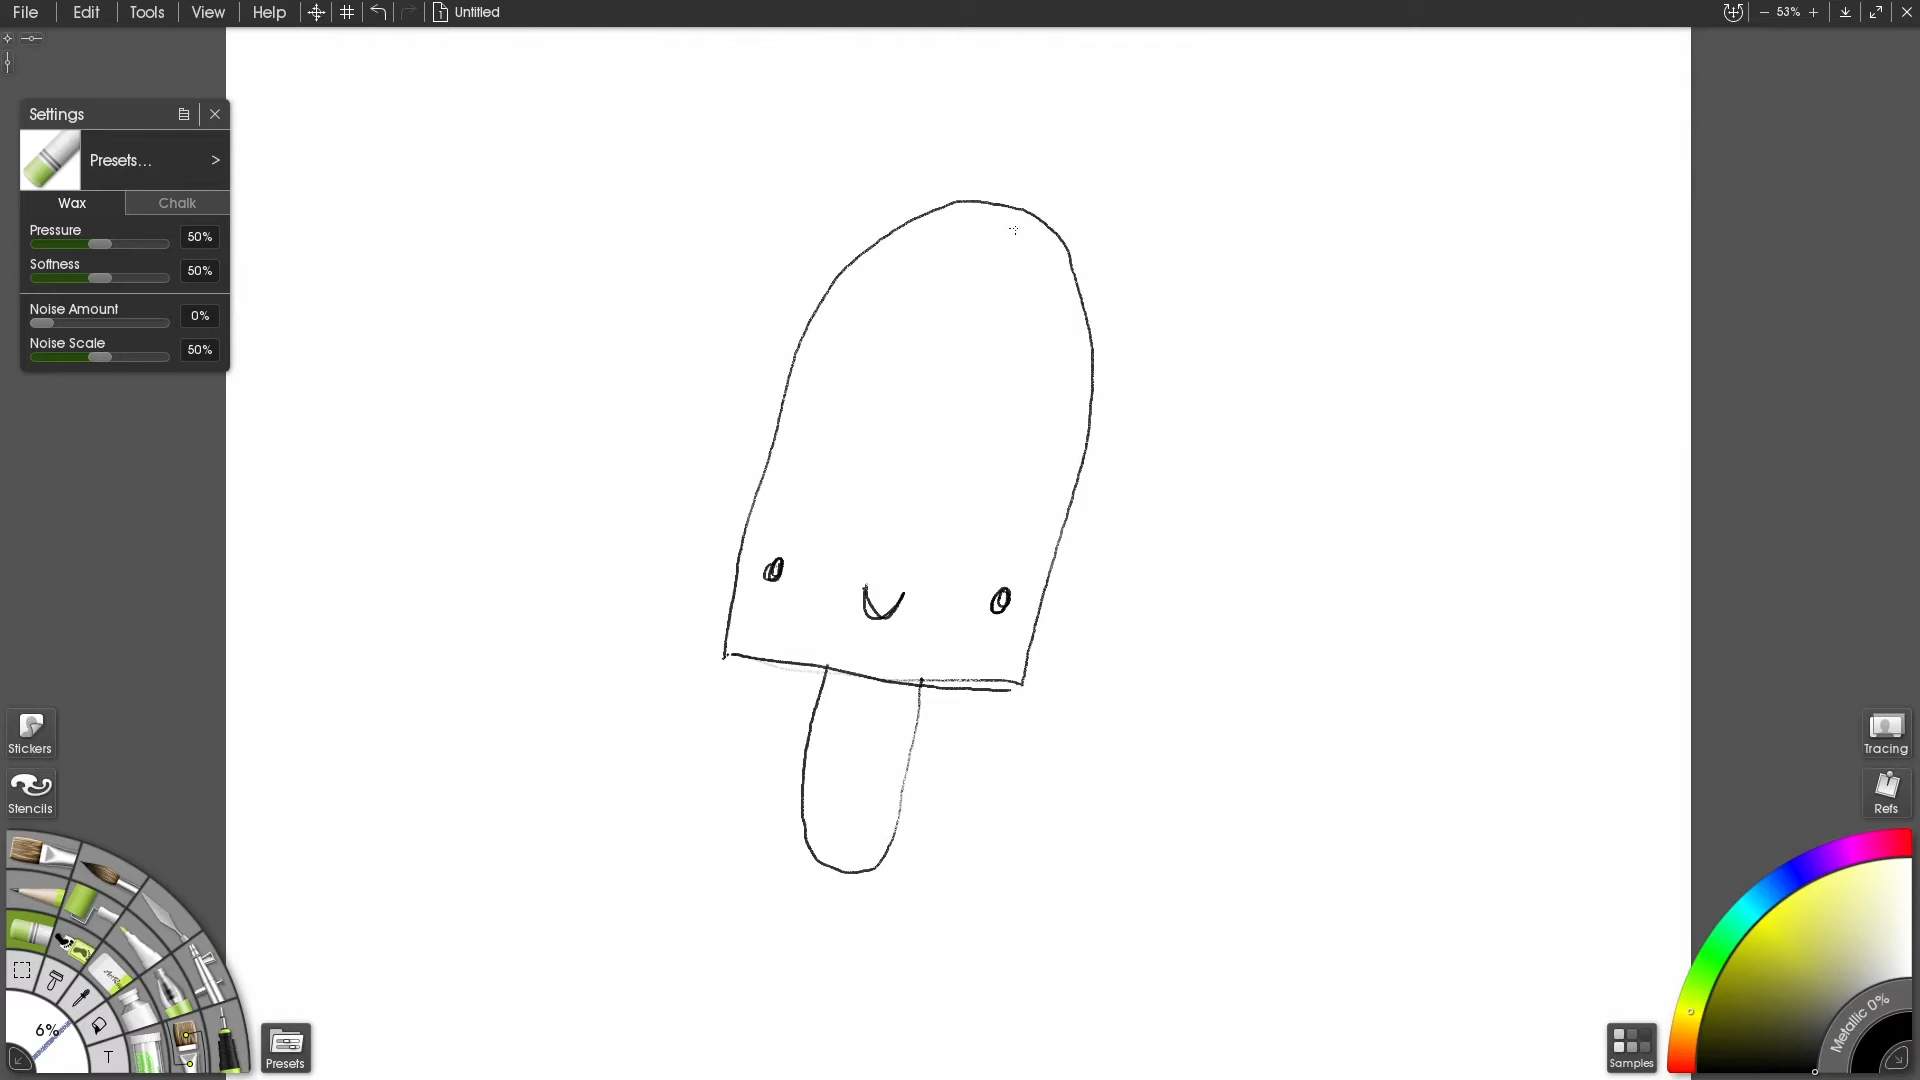 File Edit Tools View Help 1 Untitled 53%
Settings
Presets... >
Wax Chalk
Pressure 50%
Softness 50%
Noise Amount 0%
Noise Scale 50%
Stickers
Stencils
Tracing
Refs
6%
T
Presets
Samples
Metallic 0%